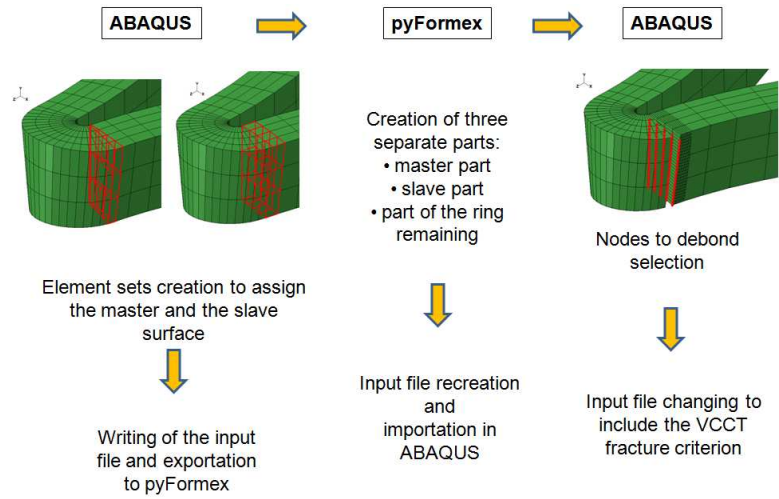 ABAQUS
pyFormex
ABAQUS
Element sets creation to assign
the master and the slave
surface
Writing of the input
file and exportation
to pyFormex
Creation of three
separate parts:
• master part
• slave part
• part of the ring
remaining
Input file recreation
and
importation in
ABAQUS
Nodes to debond
selection
Input file changing to
include the VCCT
fracture criterion